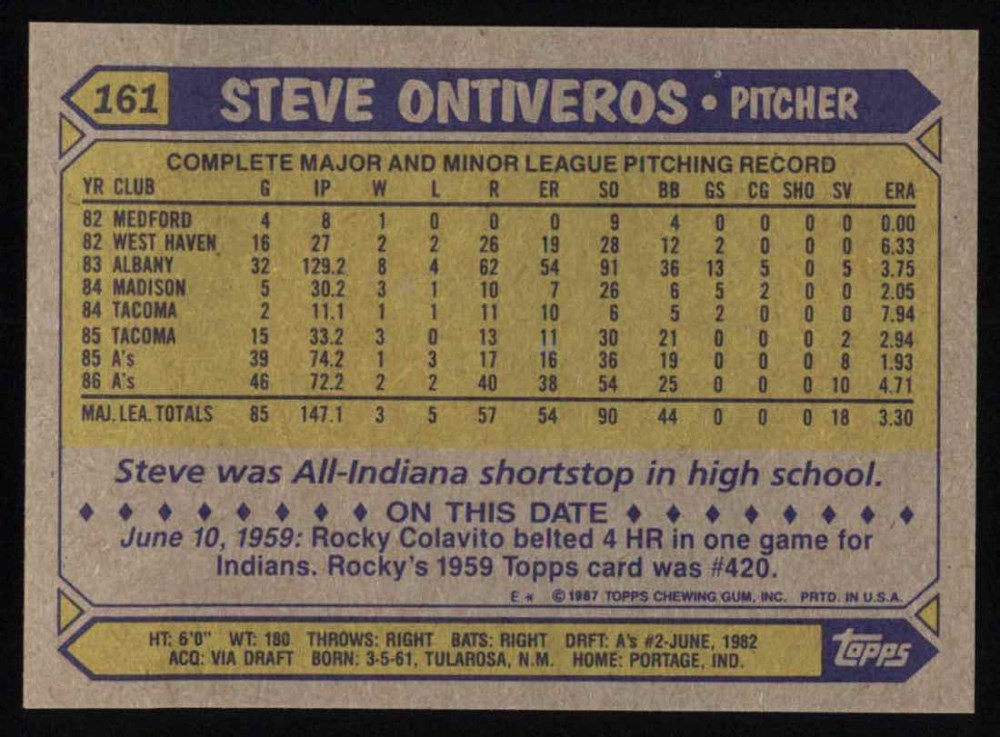 161 STEVE ONTIVEROS • PITCHER
COMPLETE MAJOR AND MINOR LEAGUE PITCHING RECORD
YR CLUB G IP W L R ER SO BB GS CG SHO SV ERA
82 MEDFORD 4 8 1 0 0 0 9 4 0 0 0 0 0.00
82 WEST HAVEN 16 27 2 2 26 19 28 12 2 0 0 0 6.33
83 ALBANY 32 129.2 8 4 62 54 91 36 13 5 0 5 3.75
84 MADISON 5 30.2 3 1 10 7 26 6 5 2 0 0 2.05
84 TACOMA 2 11.1 1 1 11 10 6 5 2 0 0 0 7.94
85 TACOMA 15 33.2 3 0 13 11 30 21 0 0 0 2 2.94
85 A's 39 74.2 1 3 17 16 36 19 0 0 0 8 1.93
86 A's 46 72.2 2 2 40 38 54 25 0 0 0 10 4.71
MAJ. LEA. TOTALS 85 147.1 3 5 57 54 90 44 0 0 0 18 3.30
Steve was All-Indiana shortstop in high school.
ON THIS DATE
June 10, 1959: Rocky Colavito belted 4 HR in one game for
Indians. Rocky's 1959 Topps card was #420.
E * © 1987 TOPPS CHEWING GUM, INC. PRTD. IN U.S.A.
HT: 6'0" WT: 180 THROWS: RIGHT BATS: RIGHT DRFT: A's #2-JUNE, 1982
ACQ: VIA DRAFT BORN: 3-5-61, TULAROSA, N.M. HOME: PORTAGE, IND.
topps